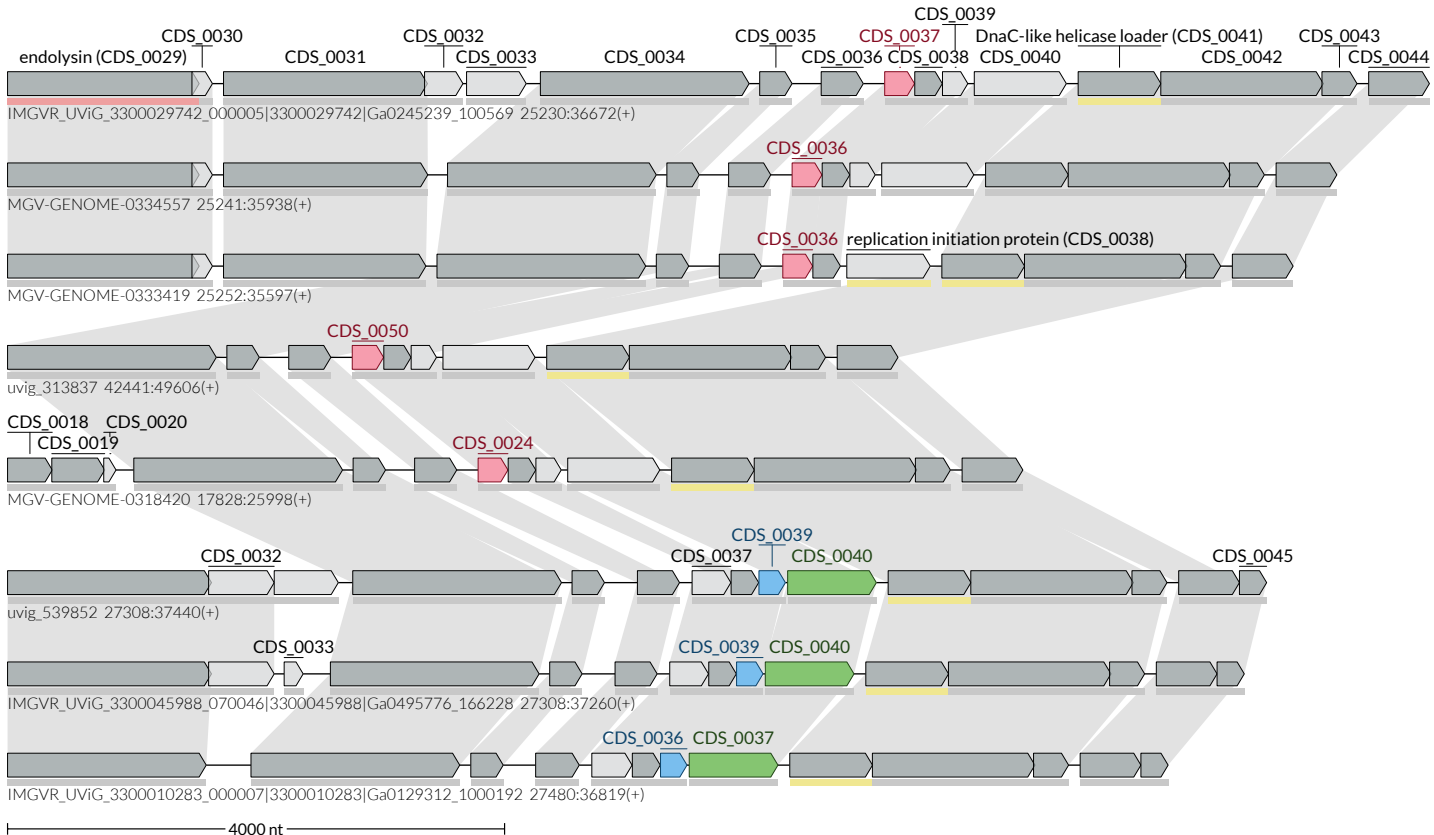 CDS_0039
CDS_0030 CDS_0032 CDS_0035 CDS_0037 DnaC-like helicase loader (CDS_0041) CDS_0043
endolysin (CDS_0029) CDS_0031 CDS_0033 CDS_0034 CDS_0036 CDS_0038 CDS_0040 CDS_0042 CDS_0044
IMGVR_UViG_3300029742_000005|3300029742|Ga0245239_100569 25230:36672(+)
CDS_0036
MGV-GENOME-0334557 25241:35938(+)
CDS_0036 replication initiation protein (CDS_0038)
MGV-GENOME-0333419 25252:35597(+)
CDS_0050
uvig_313837 42441:49606(+)
CDS_0018 CDS_0020
CDS_0019 CDS_0024
MGV-GENOME-0318420 17828:25998(+)
CDS_0039
CDS_0032 CDS_0037 CDS_0040 CDS_0045
uvig_539852 27308:37440(+)
CDS_0033 CDS_0039 CDS_0040
IMGVR_UViG_3300045988_070046|3300045988|Ga0495776_166228 27308:37260(+)
CDS_0036 CDS_0037
IMGVR_UViG_3300010283_000007|3300010283|Ga0129312_1000192 27480:36819(+)
4000 nt